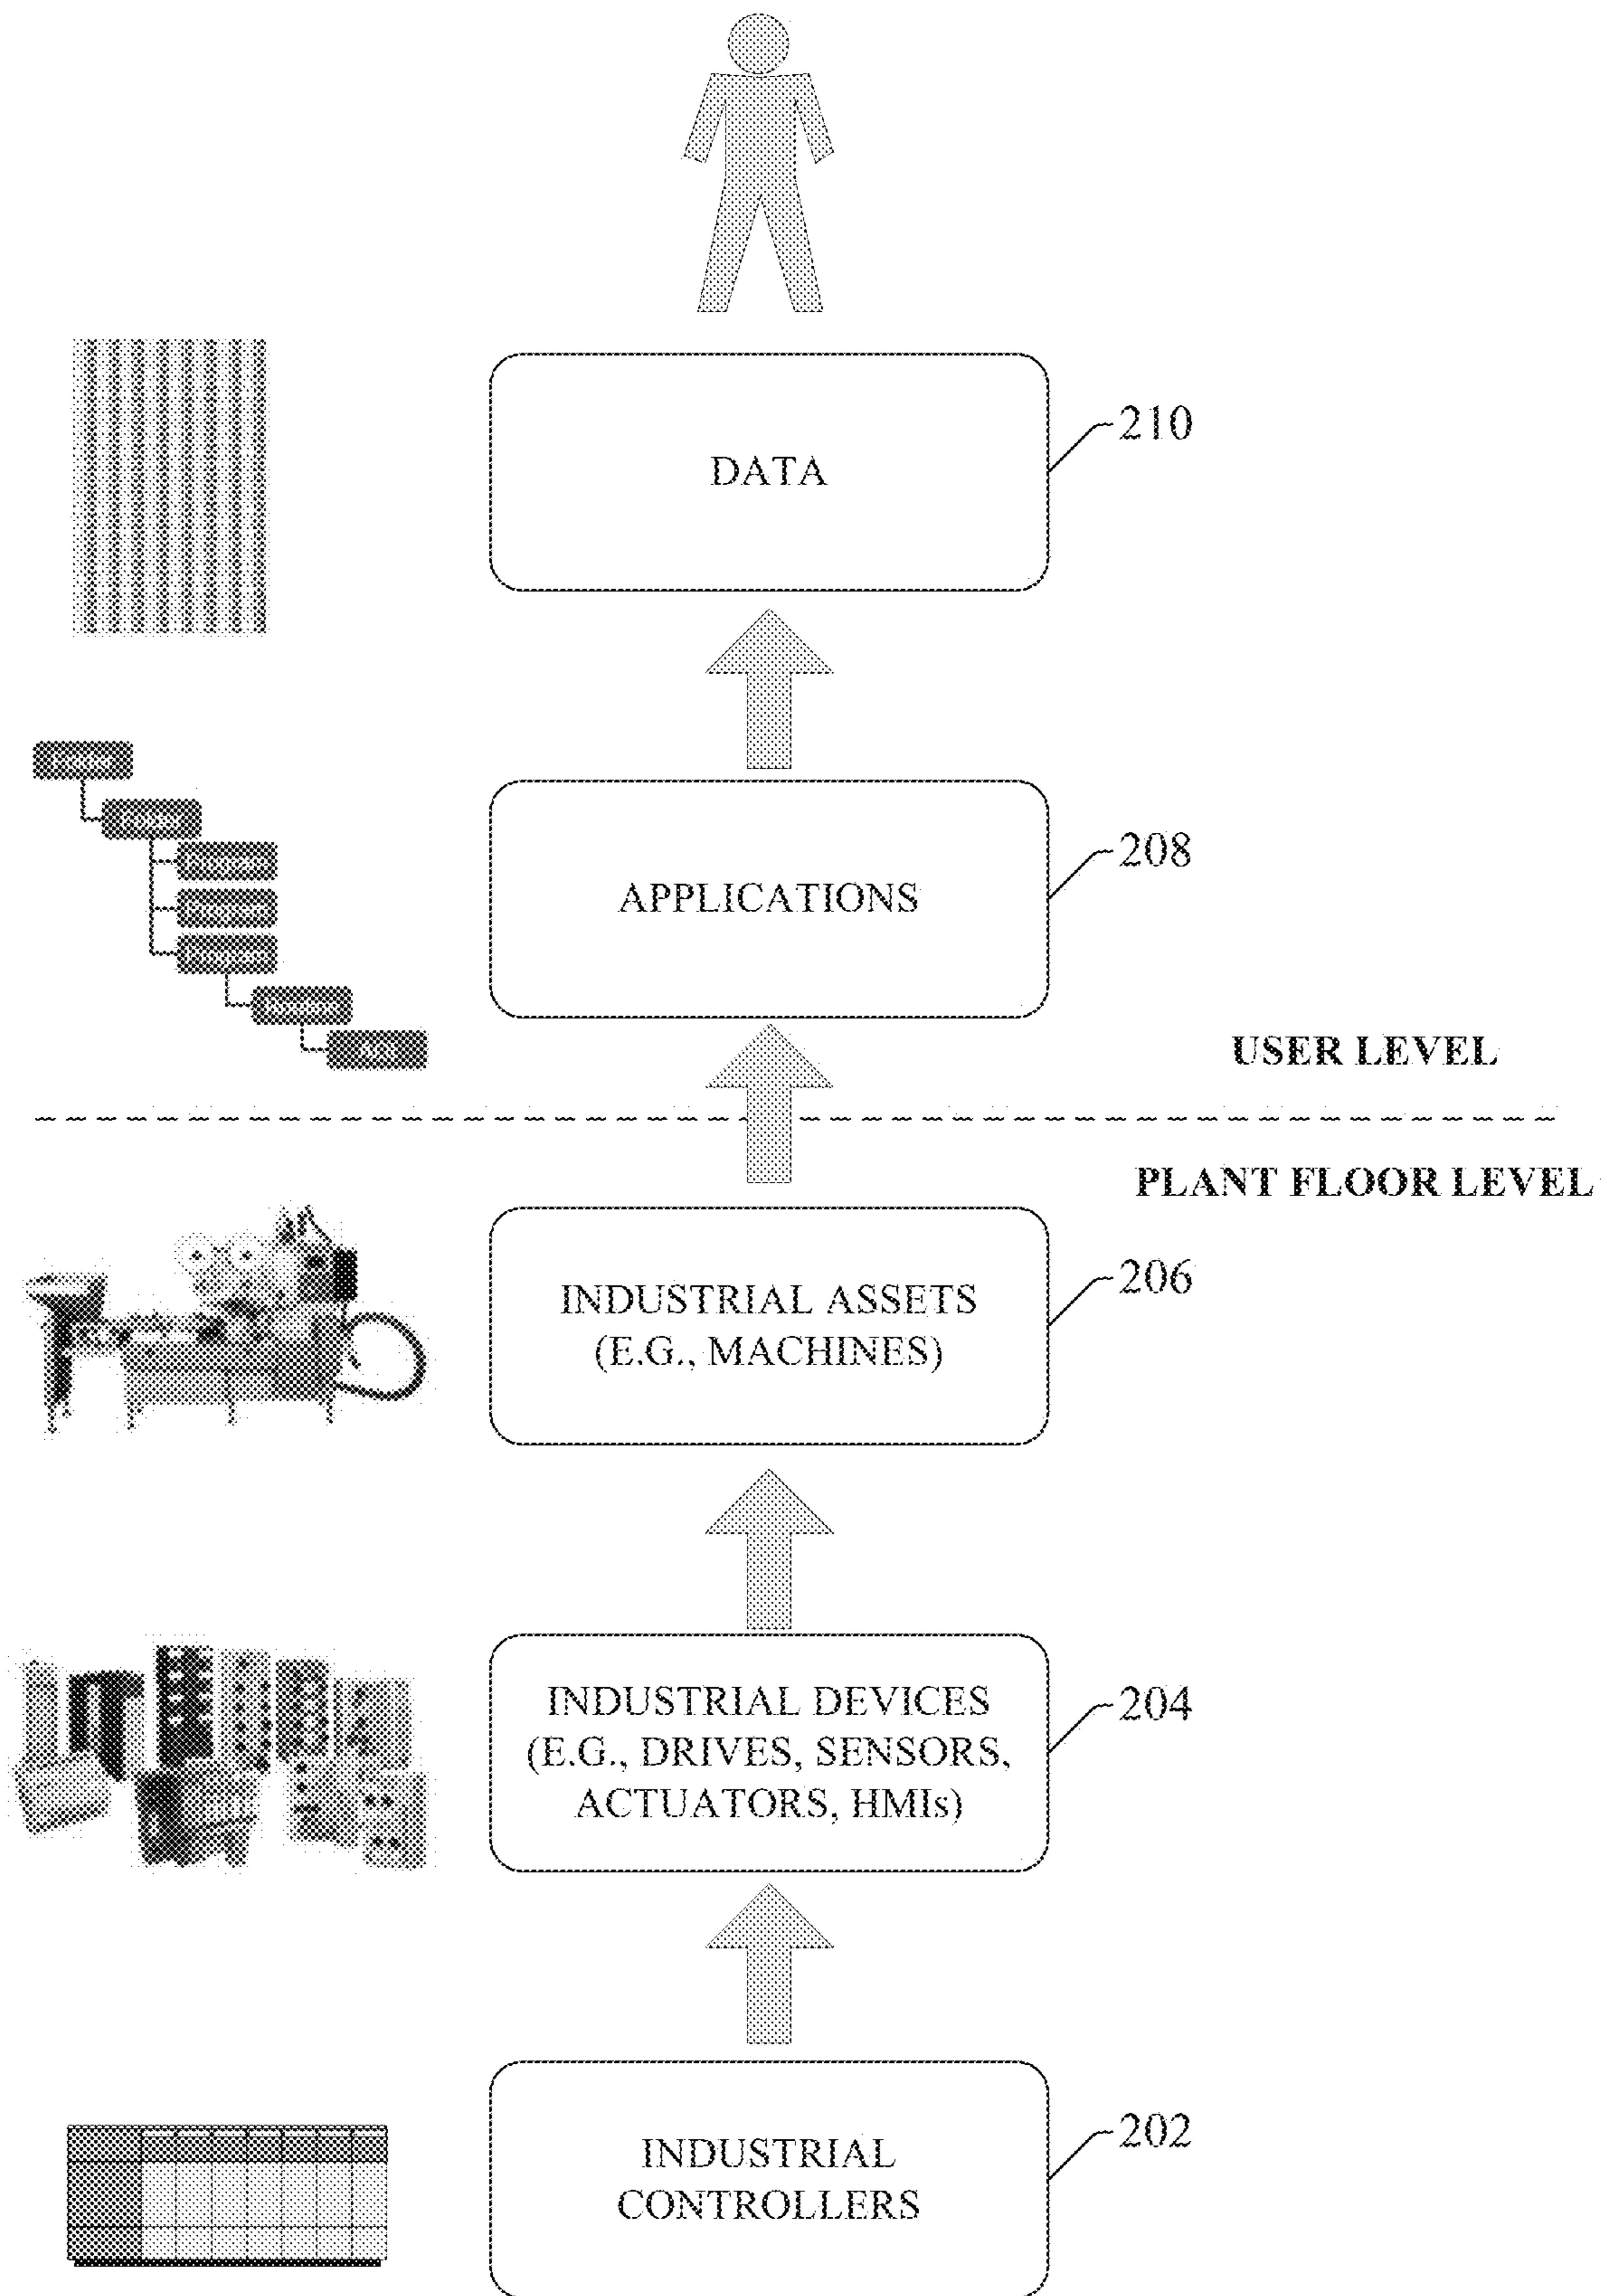 DATA
210
APPLICATIONS
208
USER LEVEL
PLANT FLOOR LEVEL
INDUSTRIAL ASSETS
(E.G., MACHINES)
206
INDUSTRIAL DEVICES
(E.G., DRIVES, SENSORS,
ACTUATORS, HMIs)
204
INDUSTRIAL
CONTROLLERS
202